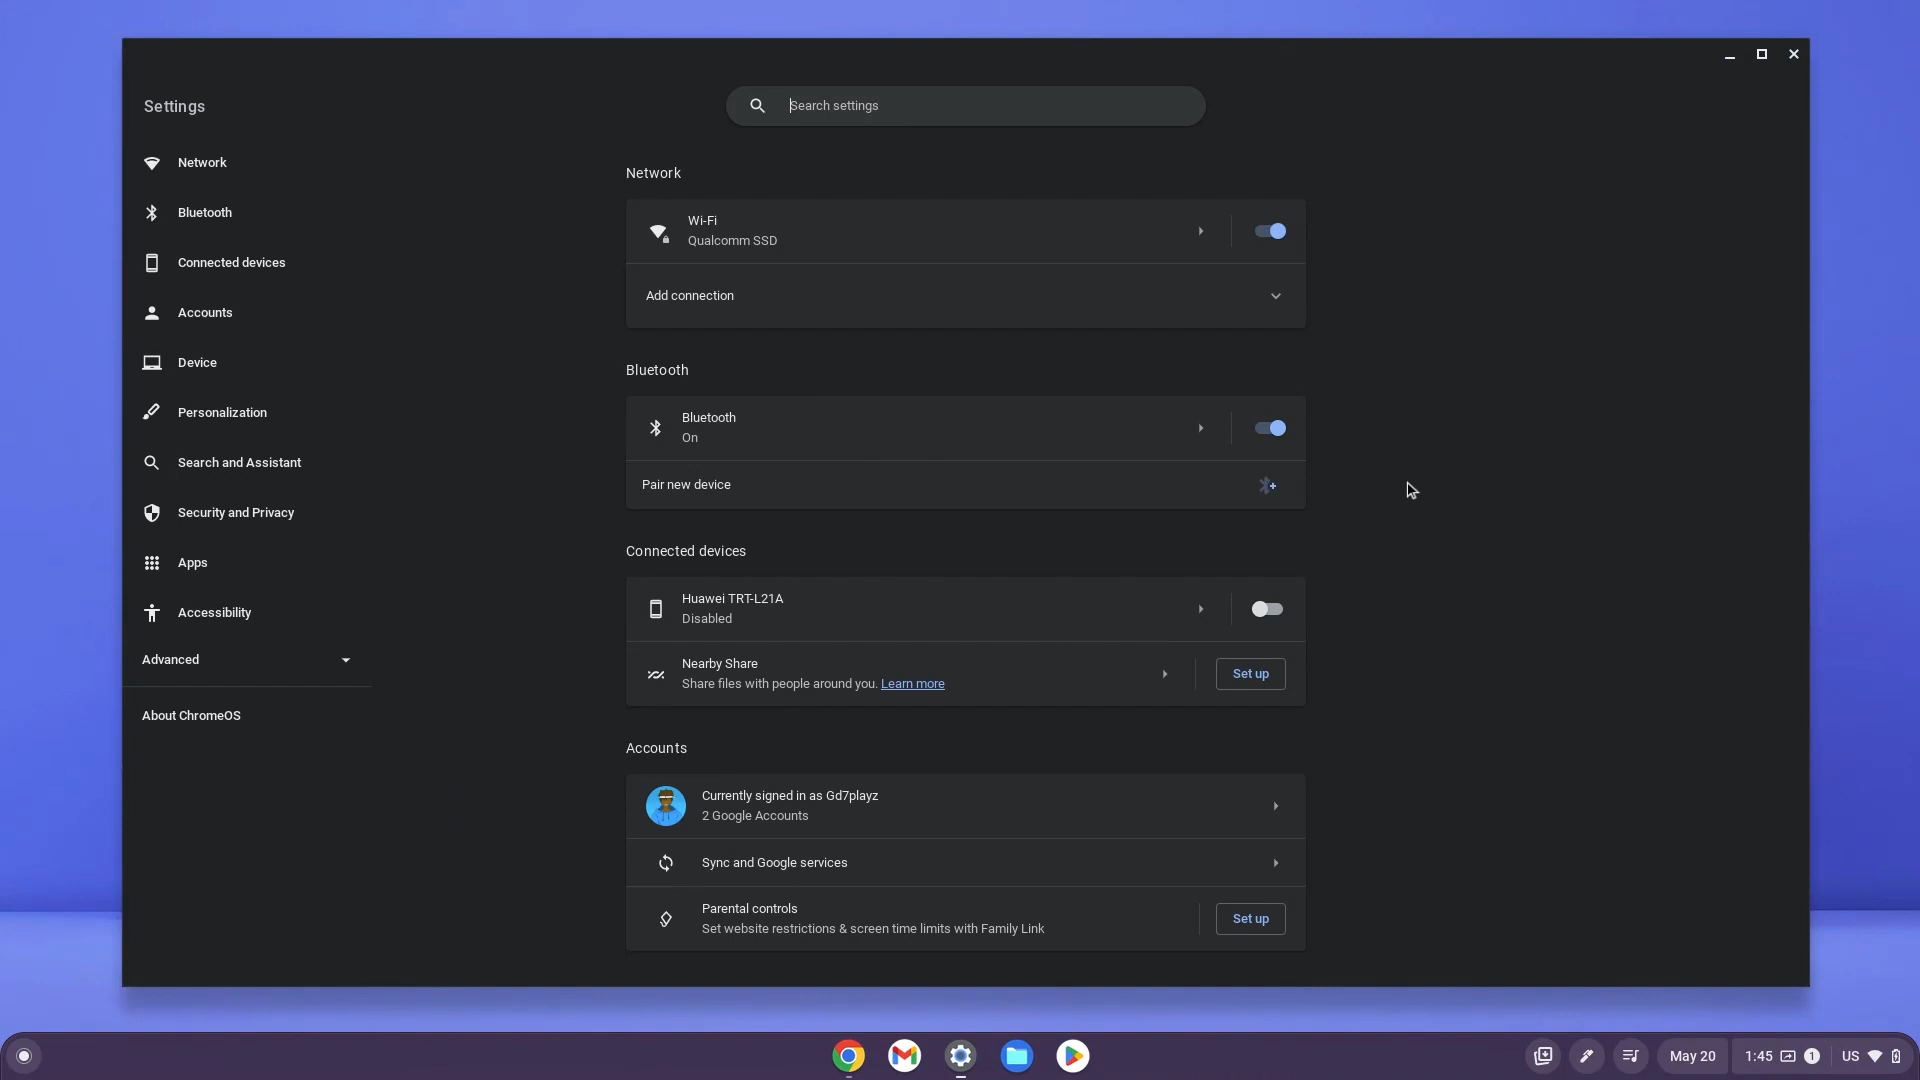 Settings
Search settings
Network
Bluetooth
Connected devices
Accounts
Device
Personalization
Search and Assistant
Security and Privacy
Apps
Accessibility
Advanced
About ChromeOS
Network
Wi-Fi
Qualcomm SSD
Add connection
Bluetooth
Bluetooth
On
Pair new device
Connected devices
Huawei TRT-L21A
Disabled
Nearby Share
Share files with people around you. Learn more
Set up
Accounts
Currently signed in as Gd7playz
2 Google Accounts
Sync and Google services
Parental controls
Set website restrictions & screen time limits with Family Link
Set up
May 20
1:45
1
US